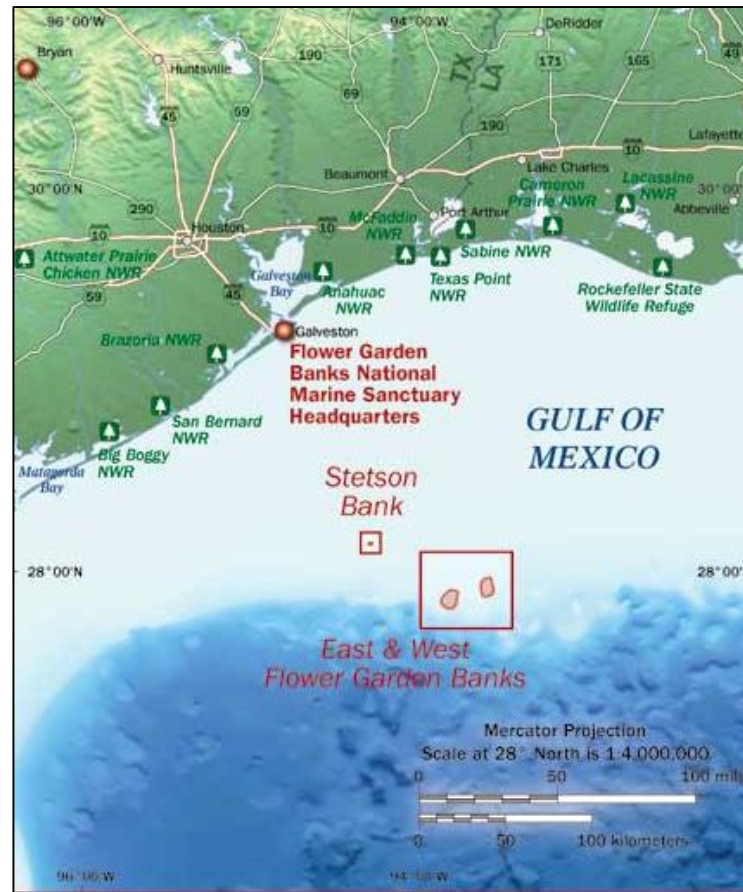 96°00'W
94°00'W
DeRidder
Bryan
Huntsville
190
TX
LA
171
165
49
45
59
69
190
Lafayette
Beaumont
10
Lake Charles
30°00'N
290
Port Arthur
Cameron
Prairie NWR
Lacassine
NWR
30°00'
Abbeville
Houston
McFaddin
NWR
10
10
Attwater Prairie
Chicken NWR
Sabine NWR
Texas Point
NWR
Galveston
Bay
Anahuac
NWR
Rockefeller State
Wildlife Refuge
59
45
Brazoria NWR
Galveston
Flower Garden
Banks National
Marine Sanctuary
Headquarters
San Bernard
NWR
Big Boggy
NWR
Matagorda
Bay
GULF OF
MEXICO
Stetson
Bank
28°00'N
28°00'
East & West
Flower Garden Banks
Mercator Projection
Scale at 28° North is 1:4,000,000
0 50 100 mil
0 50 100 kilometers
96°00'W
94°00'W